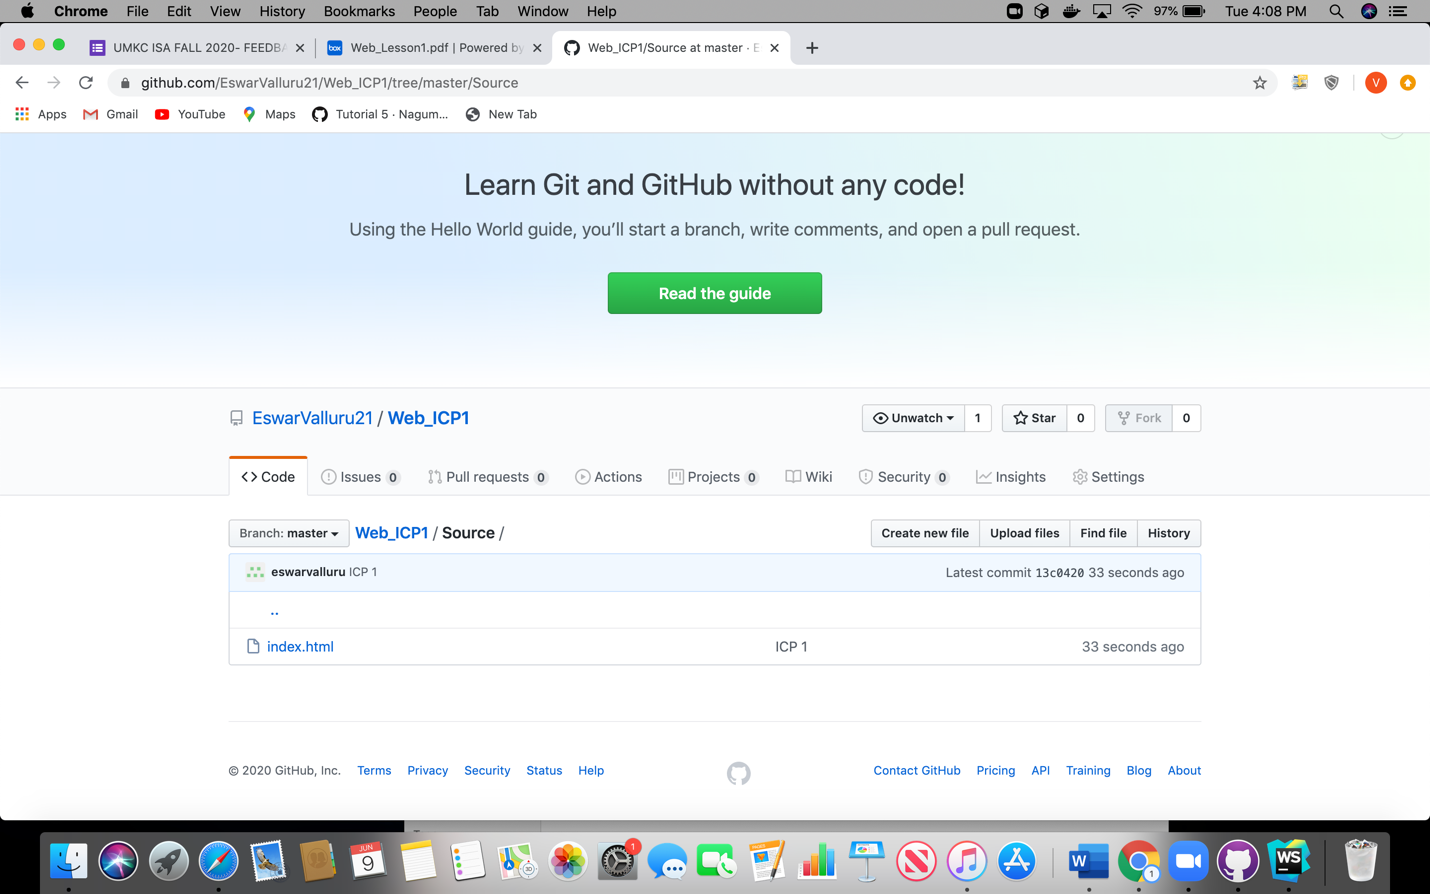 Chrome File Edit View History Bookmarks People Tab Window Help 97% Tue 4:08 PM
UMKC ISA FALL 2020- FEEDBA
box Web_Lesson1.pdf | Powered by
Web_ICP1/Source at master · E
github.com/EswarValluru21/Web_ICP1/tree/master/Source V
Apps Gmail YouTube Maps Tutorial 5 · Nagum... New Tab
Learn Git and GitHub without any code!
Using the Hello World guide, you’ll start a branch, write comments, and open a pull request.
Read the guide
EswarValluru21 / Web_ICP1 Unwatch 1 Star 0 Fork 0
Code Issues 0 Pull requests 0 Actions Projects 0 Wiki Security 0 Insights Settings
Branch: master Web_ICP1 / Source / Create new file Upload files Find file History
eswarvalluru ICP 1 Latest commit 13c0420 33 seconds ago
..
index.html ICP 1 33 seconds ago
© 2020 GitHub, Inc. Terms Privacy Security Status Help Contact GitHub Pricing API Training Blog About
JUN
9
1
W
1
WS